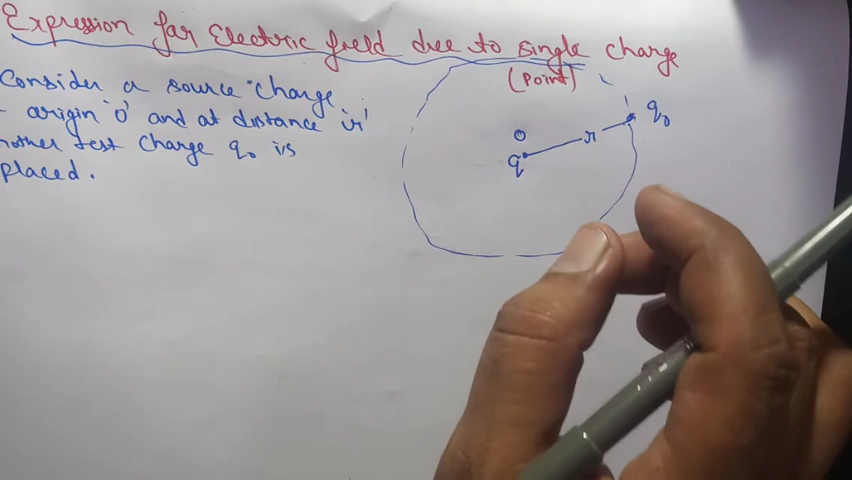 Expression for Electric field due to single charge
(Point)
Consider a source charge
origin 'O' and at distance 'r'
nother test charge q₀ is
placed.
q₀
O
r
q